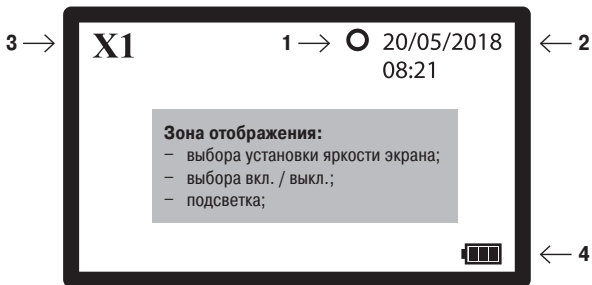 3 → X1 1 → 20/05/2018 ← 2
08:21
Зона отображения:
– выбора установки яркости экрана;
– выбора вкл. / выкл.;
– подсветка;
← 4